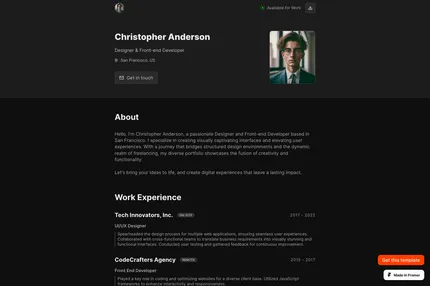 Available for Work
Christopher Anderson
Designer & Front-end Developer
San Francisco, US
Get in touch
About
Hello, I'm Christopher Anderson, a passionate Designer and Front-end Developer based in
San Francisco. I specialize in creating visually captivating interfaces and elevating user
experiences. With a journey that bridges structured design environments and the dynamic
realm of freelancing, my diverse portfolio showcases the fusion of creativity and
functionality.
Let's bring your ideas to life, and create digital experiences that leave a lasting impact.
Work Experience
Tech Innovators, Inc.
2017 - 2022
UI/UX Designer
Spearheaded the design process for multiple web applications, ensuring seamless user experiences.
Collaborated with cross-functional teams to translate business requirements into visually stunning and
functional interfaces. Conducted user testing and gathered feedback for continuous improvement.
CodeCrafters Agency
2015 - 2017
Front End Developer
Played a key role in coding and optimizing websites for a diverse client base. Utilized JavaScript
frameworks to enhance interactivity and responsiveness.
Get this template
Made in Framer